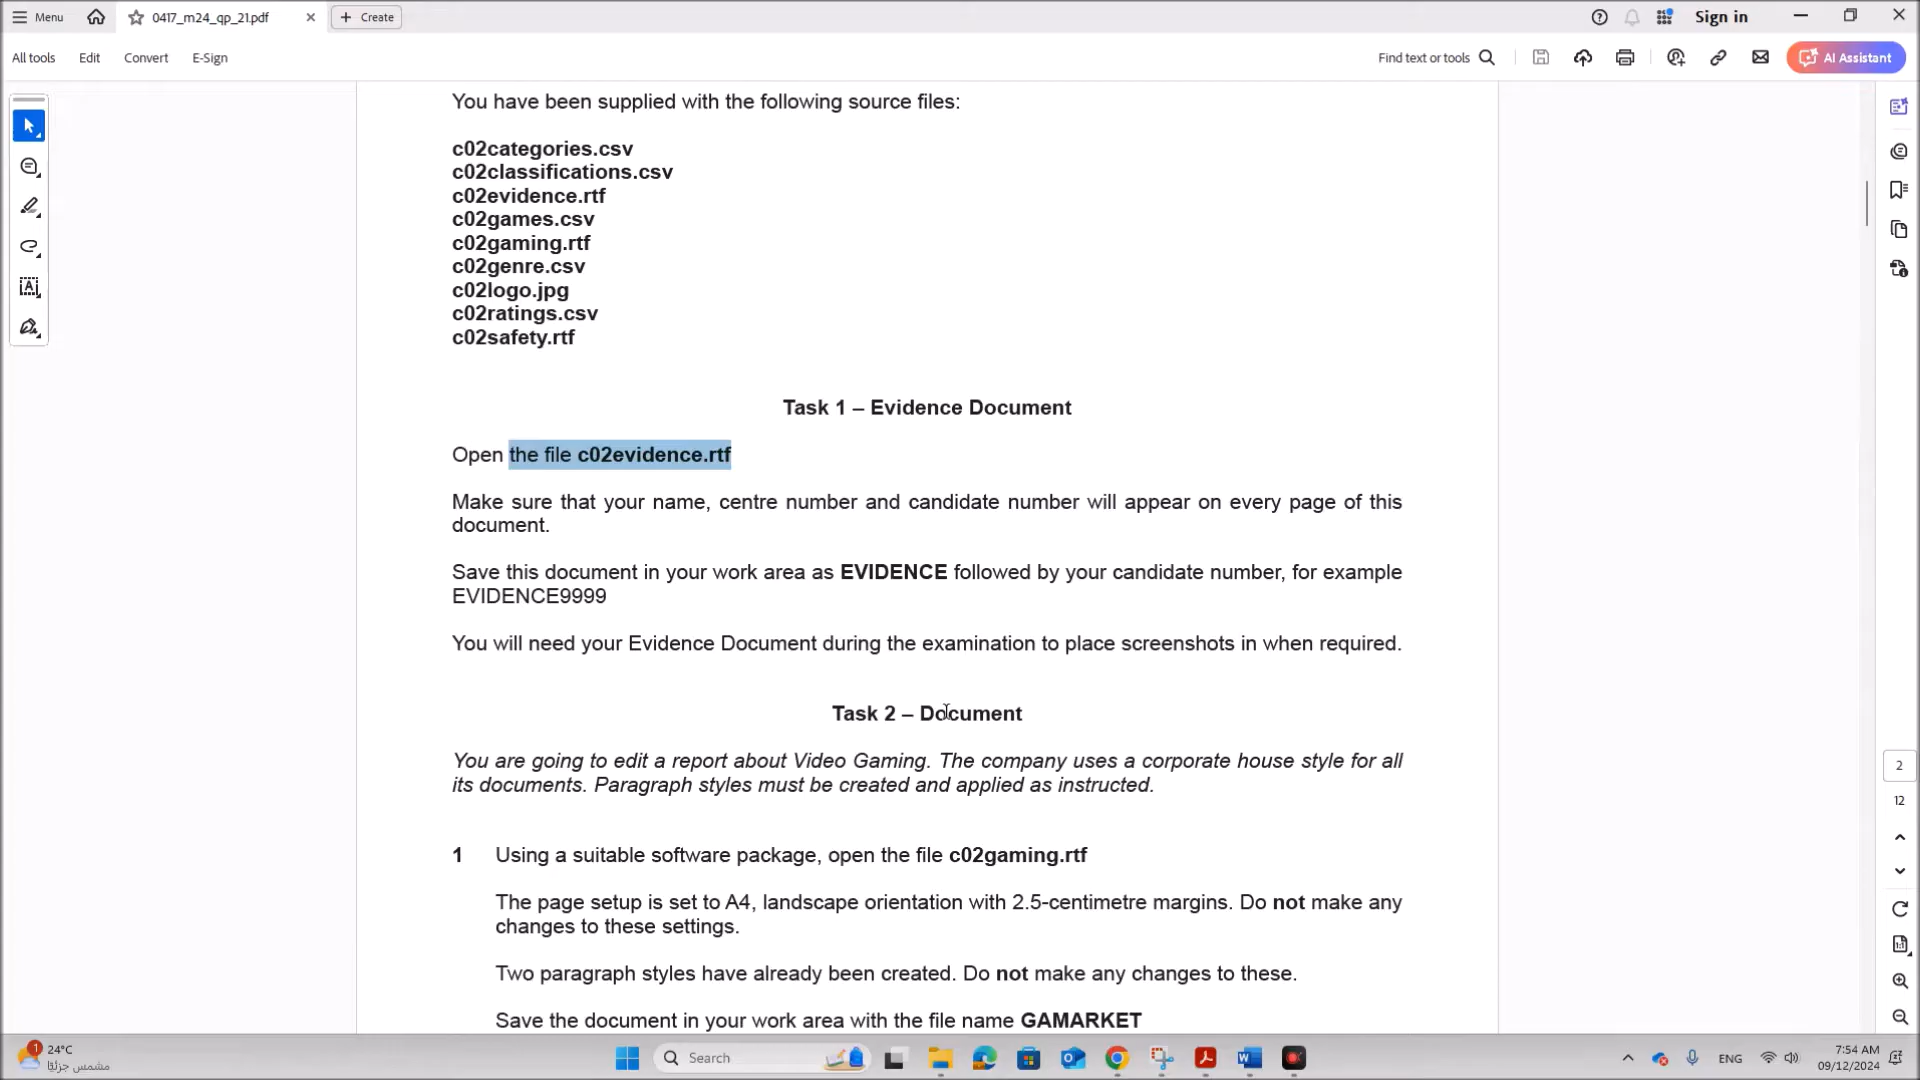 Menu
0417_m24_qp_21.pdf
Create
Sign in
All tools
Edit
Convert
E-Sign
Find text or tools
AI Assistant
You have been supplied with the following source files:
c02categories.csv
c02classifications.csv
c02evidence.rtf
c02games.csv
c02gaming.rtf
c02genre.csv
c02logo.jpg
c02ratings.csv
c02safety.rtf
Task 1 – Evidence Document
Open the file c02evidence.rtf
Make sure that your name, centre number and candidate number will appear on every page of this
document.
Save this document in your work area as EVIDENCE followed by your candidate number, for example
EVIDENCE9999
You will need your Evidence Document during the examination to place screenshots in when required.
Task 2 – Document
You are going to edit a report about Video Gaming. The company uses a corporate house style for all
its documents. Paragraph styles must be created and applied as instructed.
1 Using a suitable software package, open the file c02gaming.rtf
The page setup is set to A4, landscape orientation with 2.5-centimetre margins. Do not make any
changes to these settings.
Two paragraph styles have already been created. Do not make any changes to these.
Save the document in your work area with the file name GAMARKET
2
12
1
24°C
مشمس جزئيًا
Search
ENG
7:54 AM
09/12/2024